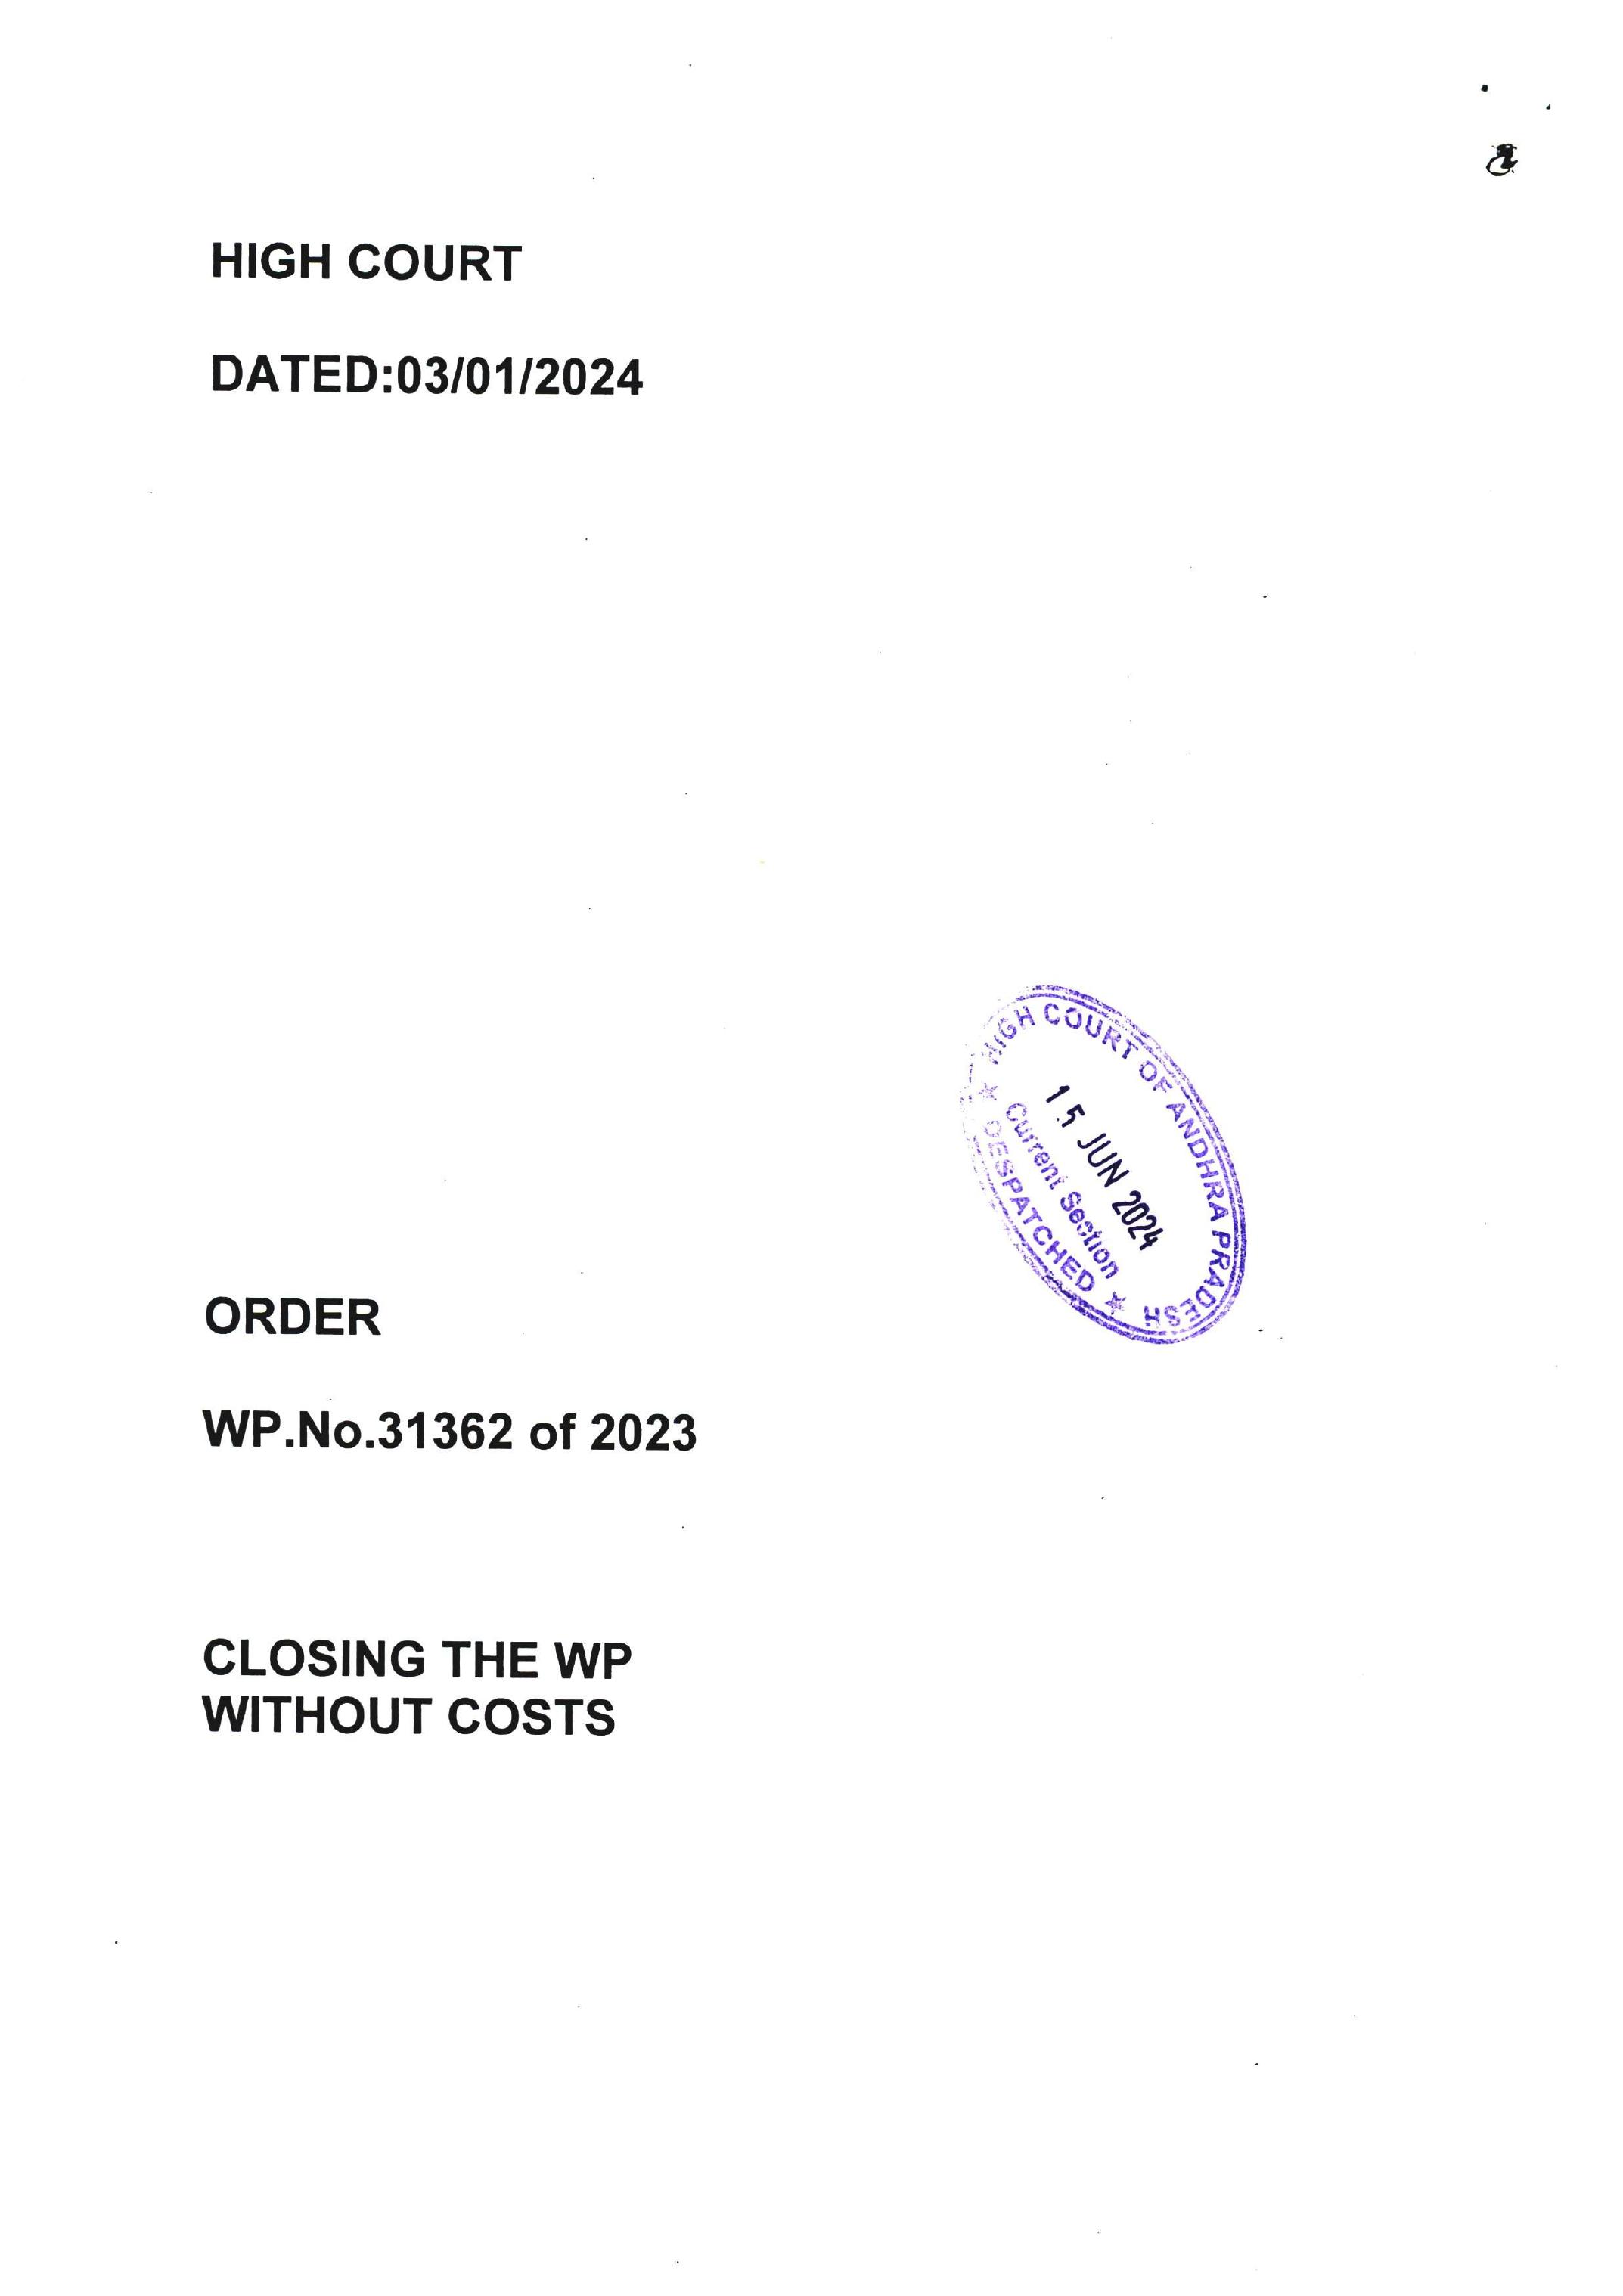 HIGH COURT
DATED:03/01/2024
HIGH COURT OF ANDHRA PRADESH
15 JUN 2024
Current Section
★ DESPATCHED ★
ORDER
WP.No.31362 of 2023
CLOSING THE WP
WITHOUT COSTS